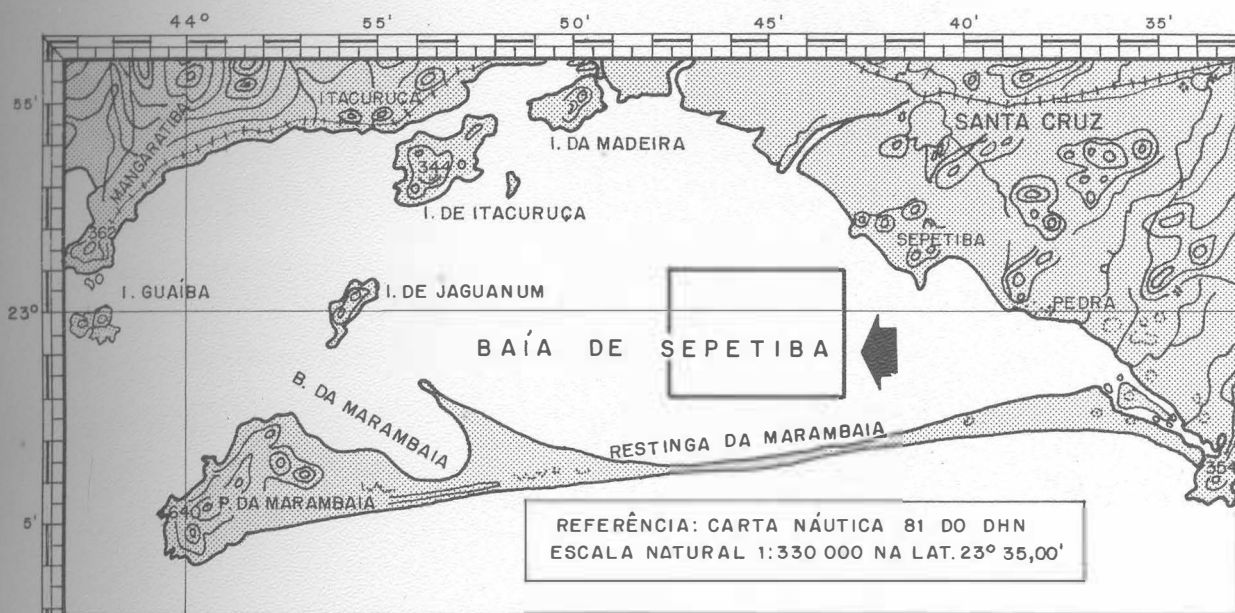 44° 55' 50' 45' 40' 35'
55'
ITACURUÇA
SANTA CRUZ
I. DA MADEIRA
MANGARATIBA
344
I. DE ITACURUÇA
362
SEPETIBA
DO
I. GUAÍBA
I. DE JAGUANUM
PEDRA
23°
BAÍA DE SEPETIBA
B. DA MARAMBAIA
RESTINGA DA MARAMBAIA
354
640
P. DA MARAMBAIA
5'
REFERÊNCIA: CARTA NÁUTICA 81 DO DHN
ESCALA NATURAL 1:330 000 NA LAT. 23° 35,00'